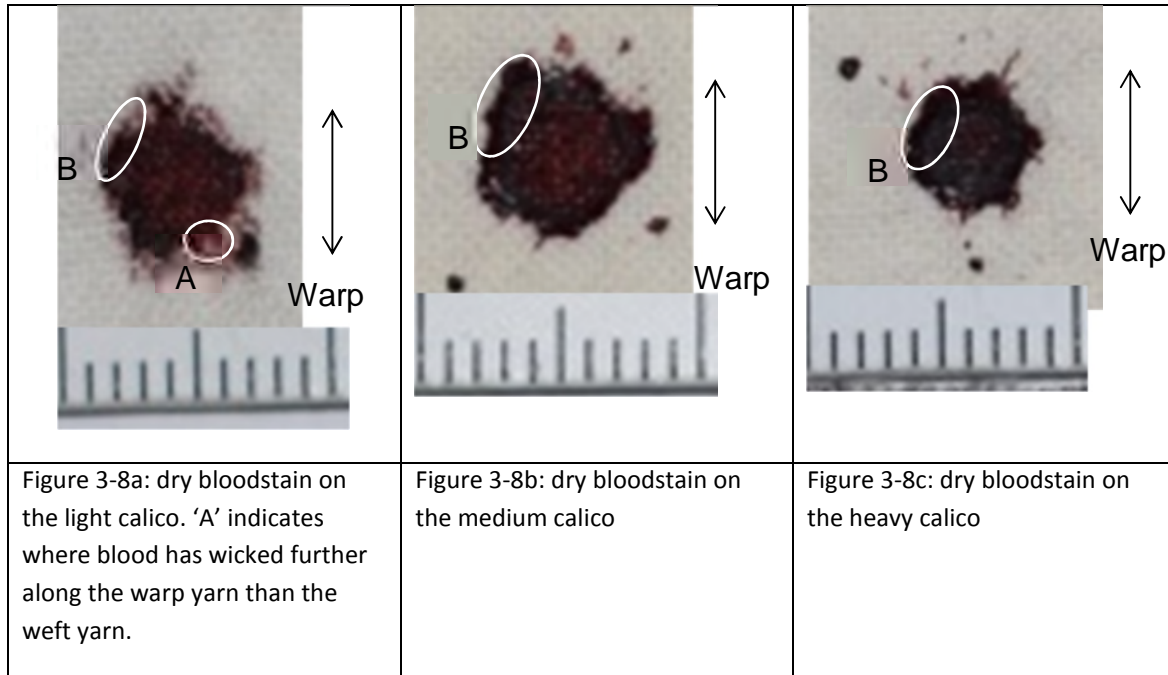 B
A
Warp
B
Warp
B
Warp
Figure 3-8a: dry bloodstain on
the light calico. ‘A’ indicates
where blood has wicked further
along the warp yarn than the
weft yarn.
Figure 3-8b: dry bloodstain on
the medium calico
Figure 3-8c: dry bloodstain on
the heavy calico